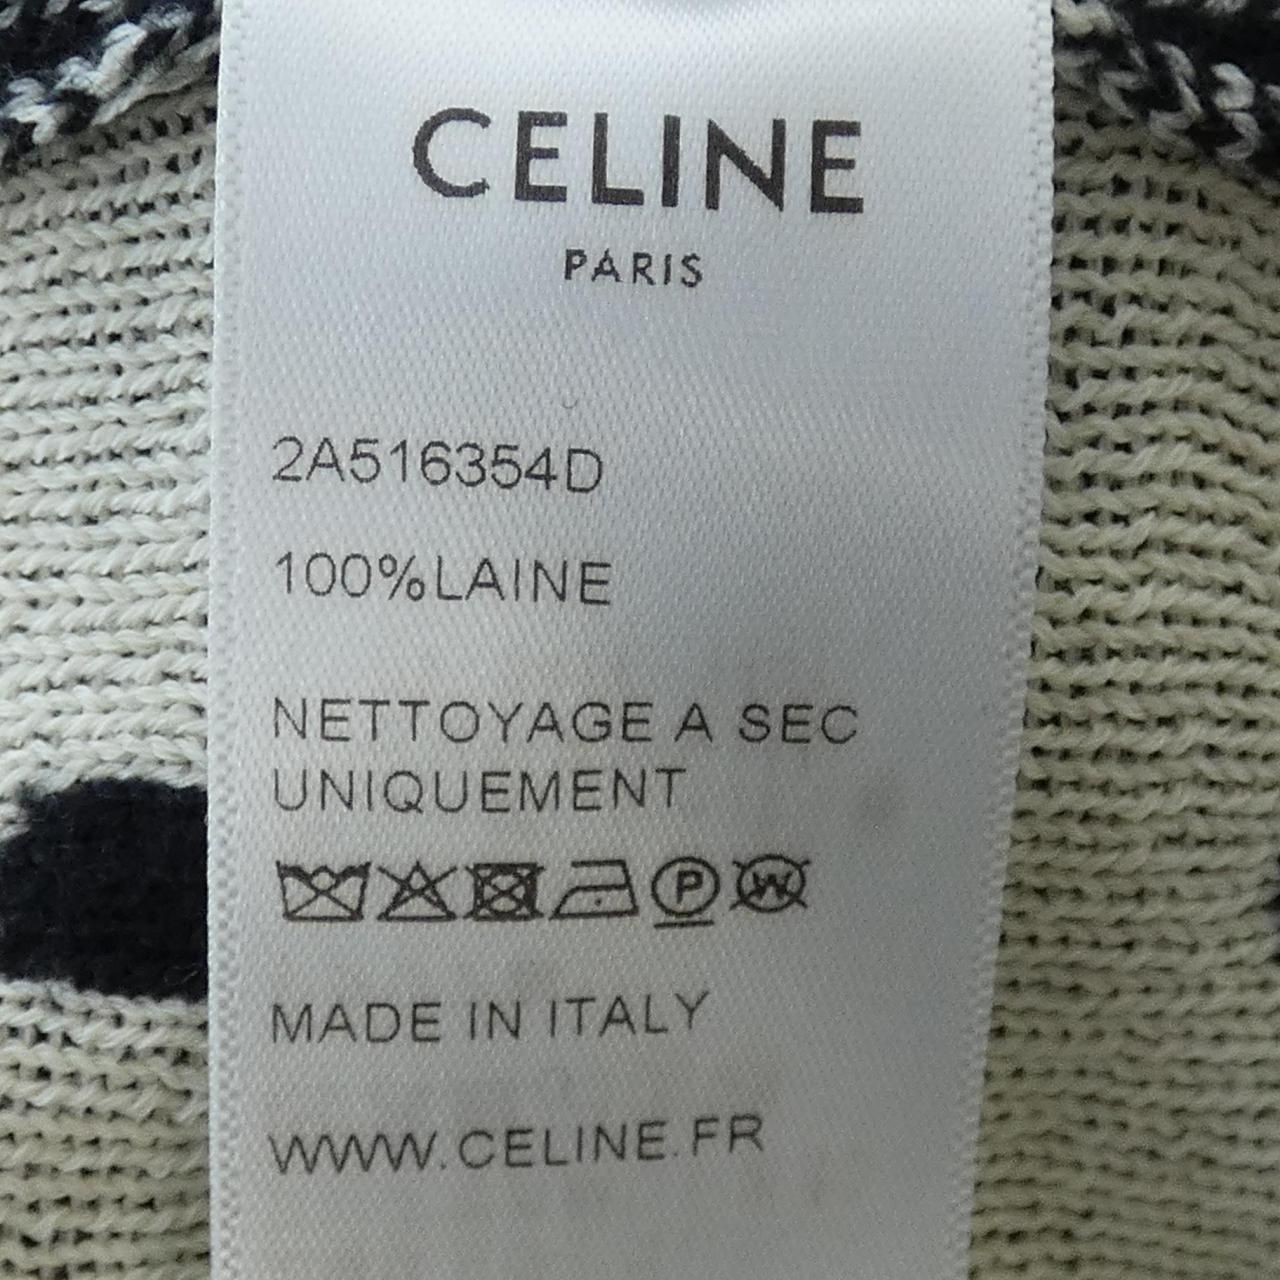 CELINE
PARIS
2A516354D
100%LAINE
NETTOYAGE A SEC
UNIQUEMENT
P W
MADE IN ITALY
WWW.CELINE.FR